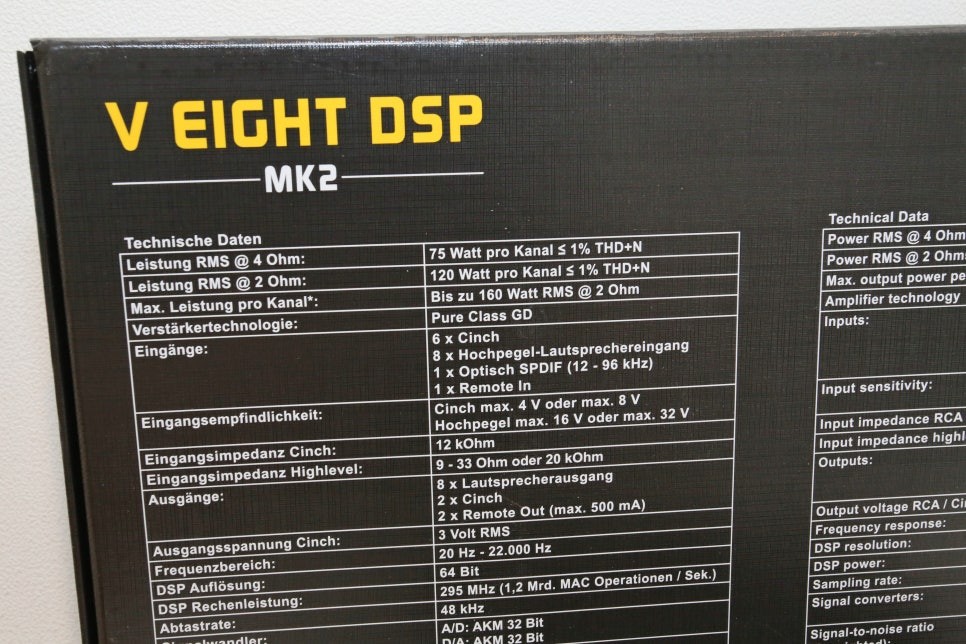 V EIGHT DSP
MK2
Technische Daten
Leistung RMS @ 4 Ohm: 75 Watt pro Kanal ≤ 1% THD+N
Leistung RMS @ 2 Ohm: 120 Watt pro Kanal ≤ 1% THD+N
Max. Leistung pro Kanal*: Bis zu 160 Watt RMS @ 2 Ohm
Verstärkertechnologie: Pure Class GD
Eingänge: 6 x Cinch
8 x Hochpegel-Lautsprechereingang
1 x Optisch SPDIF (12 - 96 kHz)
1 x Remote In
Eingangsempfindlichkeit: Cinch max. 4 V oder max. 8 V
Hochpegel max. 16 V oder max. 32 V
Eingangsimpedanz Cinch: 12 kOhm
Eingangsimpedanz Highlevel: 9 - 33 Ohm oder 20 kOhm
Ausgänge: 8 x Lautsprecherausgang
2 x Cinch
2 x Remote Out (max. 500 mA)
Ausgangsspannung Cinch: 3 Volt RMS
Frequenzbereich: 20 Hz - 22.000 Hz
DSP Auflösung: 64 Bit
DSP Rechenleistung: 295 MHz (1,2 Mrd. MAC Operationen / Sek.)
Abtastrate: 48 kHz
Signalwandler: A/D: AKM 32 Bit
D/A: AKM 32 Bit
Technical Data
Power RMS @ 4 Ohm
Power RMS @ 2 Ohm
Max. output power pe
Amplifier technology
Inputs:
Input sensitivity:
Input impedance RCA
Input impedance highl
Outputs:
Output voltage RCA / Ci
Frequency response:
DSP resolution:
DSP power:
Sampling rate:
Signal converters:
Signal-to-noise ratio